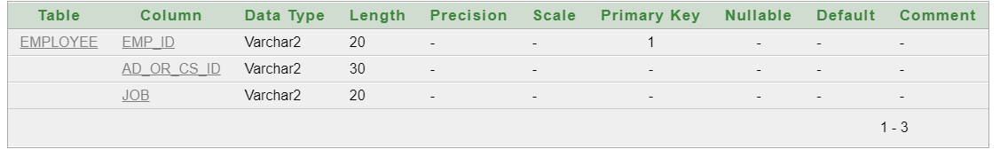 Table Column Data Type Length Precision Scale Primary Key Nullable Default Comment
EMPLOYEE EMP_ID Varchar2 20 - - 1 - - -
AD_OR_CS_ID Varchar2 30 - - - - - -
JOB Varchar2 20 - - - - - -
1 - 3